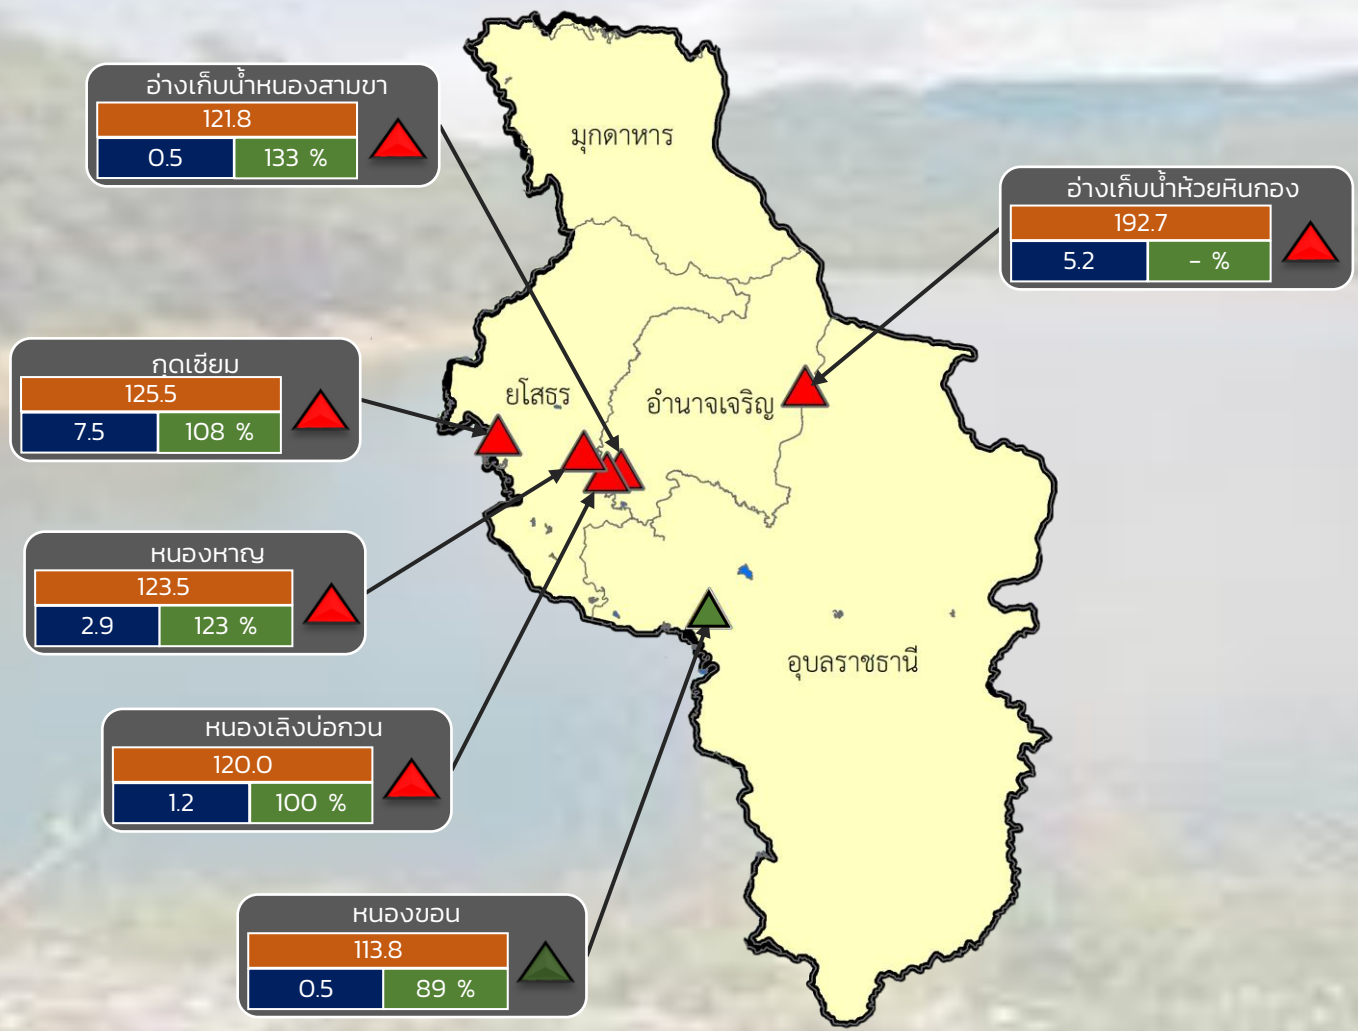 อ่างเก็บน้ำหนองสามขา
121.8
0.5 133 %
มุกดาหาร
อ่างเก็บน้ำห้วยหินกอง
192.7
5.2 - %
กุดเซียม
125.5
7.5 108 %
ยโสธร
อำนาจเจริญ
หนองหาญ
123.5
2.9 123 %
อุบลราชธานี
หนองเลิงบ่อกวน
120.0
1.2 100 %
หนองขอน
113.8
0.5 89 %